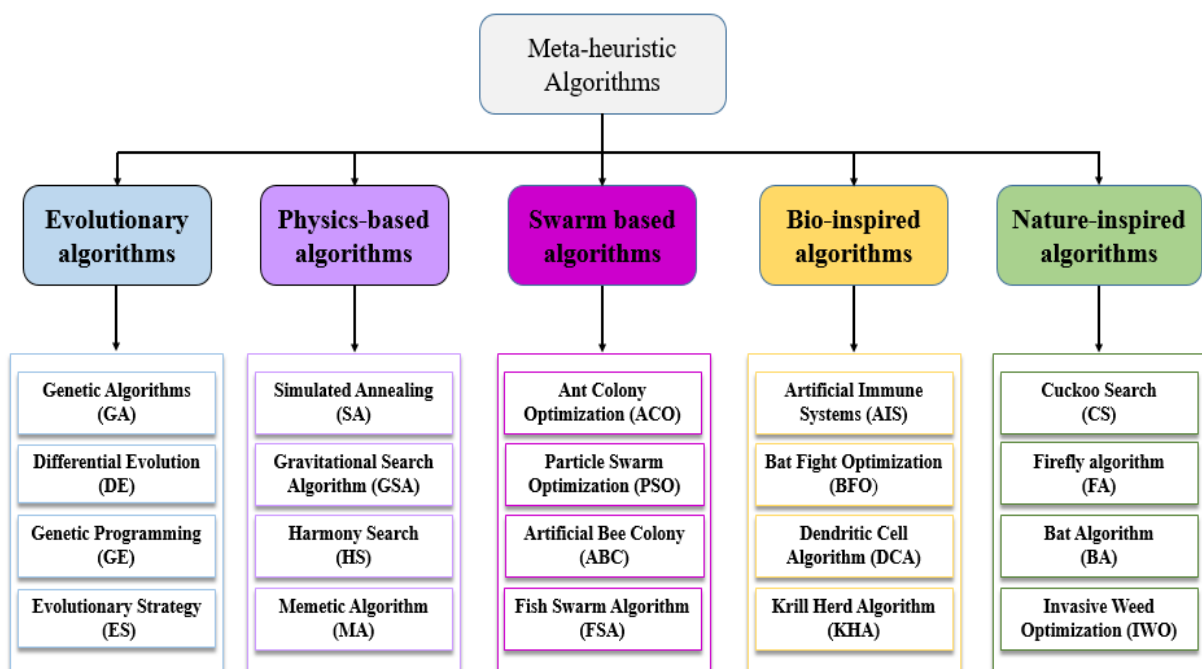 Meta-heuristic
Algorithms
Evolutionary
algorithms
Physics-based
algorithms
Swarm based
algorithms
Bio-inspired
algorithms
Nature-inspired
algorithms
Genetic Algorithms
(GA)
Differential Evolution
(DE)
Genetic Programming
(GE)
Evolutionary Strategy
(ES)
Simulated Annealing
(SA)
Gravitational Search
Algorithm (GSA)
Harmony Search
(HS)
Memetic Algorithm
(MA)
Ant Colony
Optimization (ACO)
Particle Swarm
Optimization (PSO)
Artificial Bee Colony
(ABC)
Fish Swarm Algorithm
(FSA)
Artificial Immune
Systems (AIS)
Bat Fight Optimization
(BFO)
Dendritic Cell
Algorithm (DCA)
Krill Herd Algorithm
(KHA)
Cuckoo Search
(CS)
Firefly algorithm
(FA)
Bat Algorithm
(BA)
Invasive Weed
Optimization (IWO)